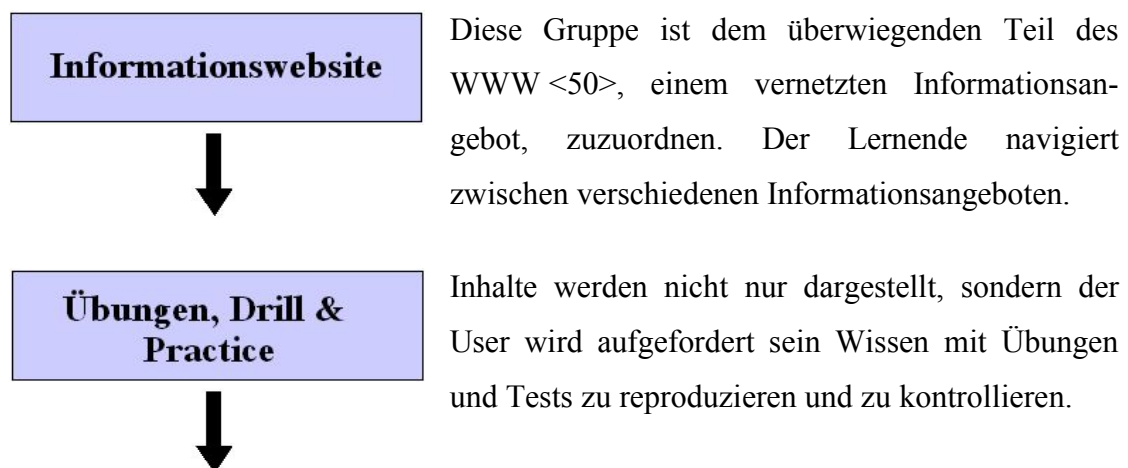 Informationswebsite
Diese Gruppe ist dem überwiegenden Teil des
WWW <50>, einem vernetzten Informationsan-
gebot, zuzuordnen. Der Lernende navigiert
zwischen verschiedenen Informationsangeboten.
Übungen, Drill &
Practice
Inhalte werden nicht nur dargestellt, sondern der
User wird aufgefordert sein Wissen mit Übungen
und Tests zu reproduzieren und zu kontrollieren.